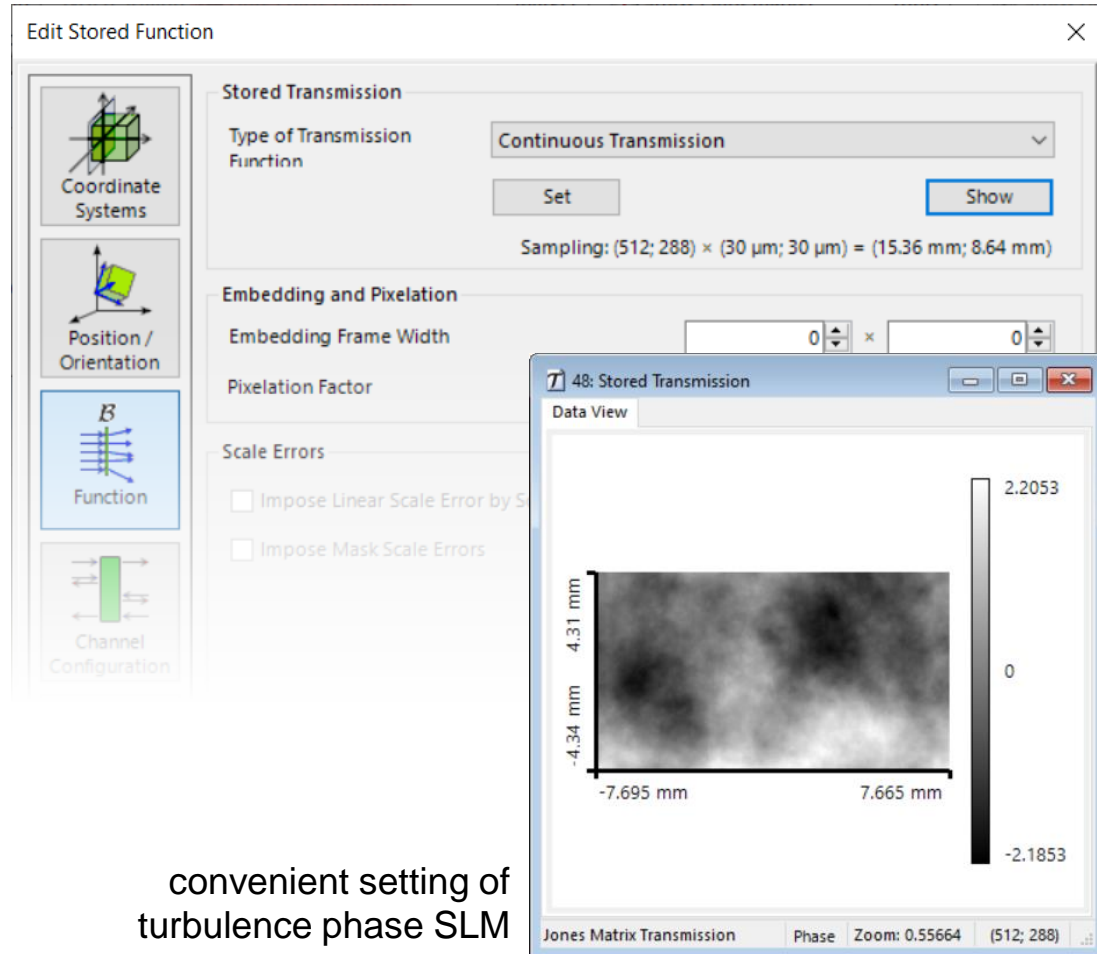 Edit Stored Function
Coordinate
Systems
Position /
Orientation
B
Function
Channel
Configuration
Stored Transmission
Type of Transmission
Function
Continuous Transmission
Set
Show
Sampling: (512; 288) × (30 µm; 30 µm) = (15.36 mm; 8.64 mm)
Embedding and Pixelation
Embedding Frame Width
0 × 0
Pixelation Factor
Scale Errors
Impose Linear Scale Error by
Impose Mask Scale Errors
48: Stored Transmission
Data View
4.31 mm
-4.34 mm
-7.695 mm 7.665 mm
2.2053
0
-2.1853
Jones Matrix Transmission Phase Zoom: 0.55664 (512; 288)
convenient setting of
turbulence phase SLM